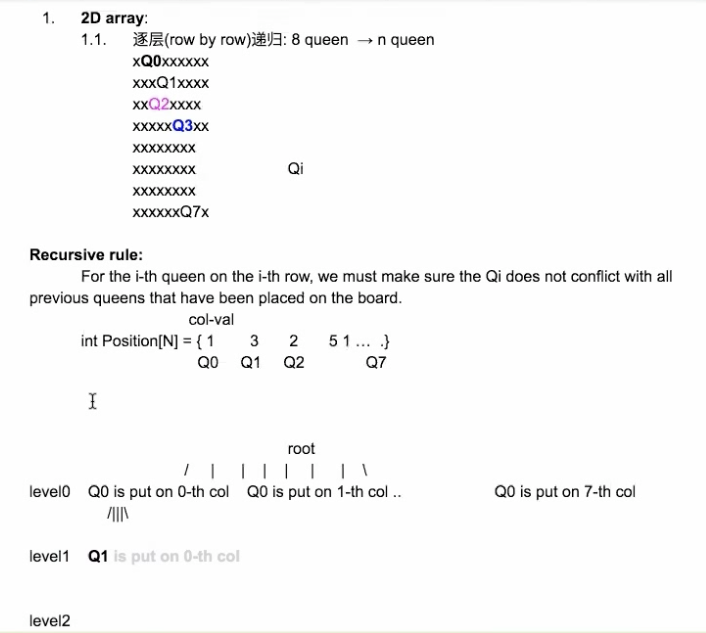 1. 2D array:
1.1. 逐层(row by row)递归: 8 queen → n queen
xQ0xxxxxx
xxxQ1xxxx
xxQ2xxxx
xxxxxQ3xx
xxxxxxxx
xxxxxxxx Qi
xxxxxxxx
xxxxxxQ7x
Recursive rule:
For the i-th queen on the i-th row, we must make sure the Qi does not conflict with all
previous queens that have been placed on the board.
col-val
int Position[N] = { 1 3 2 5 1 ... .}
Q0 Q1 Q2 Q7
root
/ | | | | | | \
level0 Q0 is put on 0-th col Q0 is put on 1-th col .. Q0 is put on 7-th col
/|||\
level1 Q1 is put on 0-th col
level2